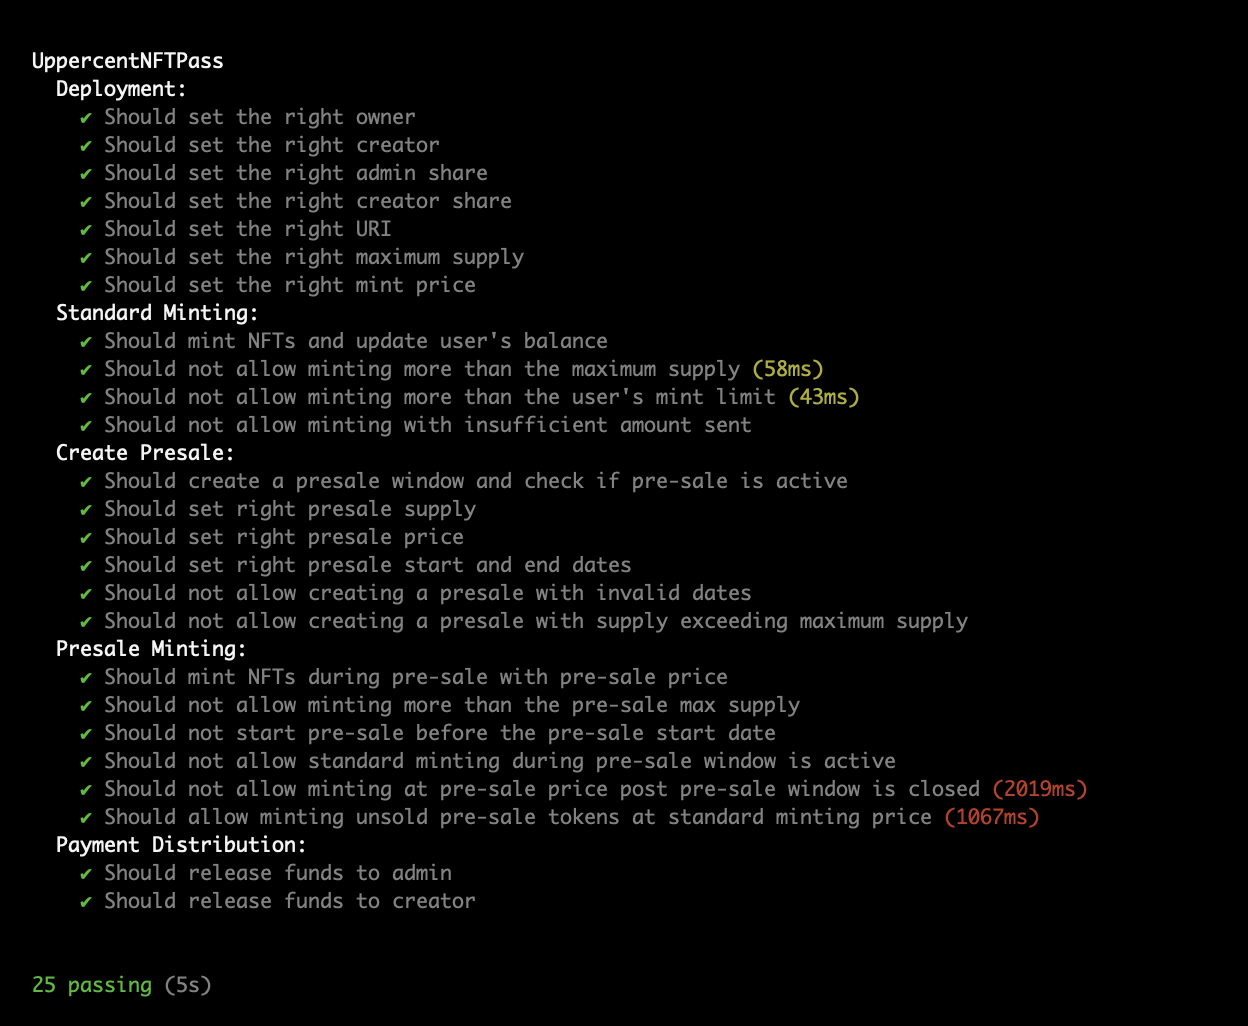 UppercentNFTPass
Deployment:
✔ Should set the right owner
✔ Should set the right creator
✔ Should set the right admin share
✔ Should set the right creator share
✔ Should set the right URI
✔ Should set the right maximum supply
✔ Should set the right mint price
Standard Minting:
✔ Should mint NFTs and update user's balance
✔ Should not allow minting more than the maximum supply (58ms)
✔ Should not allow minting more than the user's mint limit (43ms)
✔ Should not allow minting with insufficient amount sent
Create Presale:
✔ Should create a presale window and check if pre-sale is active
✔ Should set right presale supply
✔ Should set right presale price
✔ Should set right presale start and end dates
✔ Should not allow creating a presale with invalid dates
✔ Should not allow creating a presale with supply exceeding maximum supply
Presale Minting:
✔ Should mint NFTs during pre-sale with pre-sale price
✔ Should not allow minting more than the pre-sale max supply
✔ Should not start pre-sale before the pre-sale start date
✔ Should not allow standard minting during pre-sale window is active
✔ Should not allow minting at pre-sale price post pre-sale window is closed (2019ms)
✔ Should allow minting unsold pre-sale tokens at standard minting price (1067ms)
Payment Distribution:
✔ Should release funds to admin
✔ Should release funds to creator
25 passing (5s)